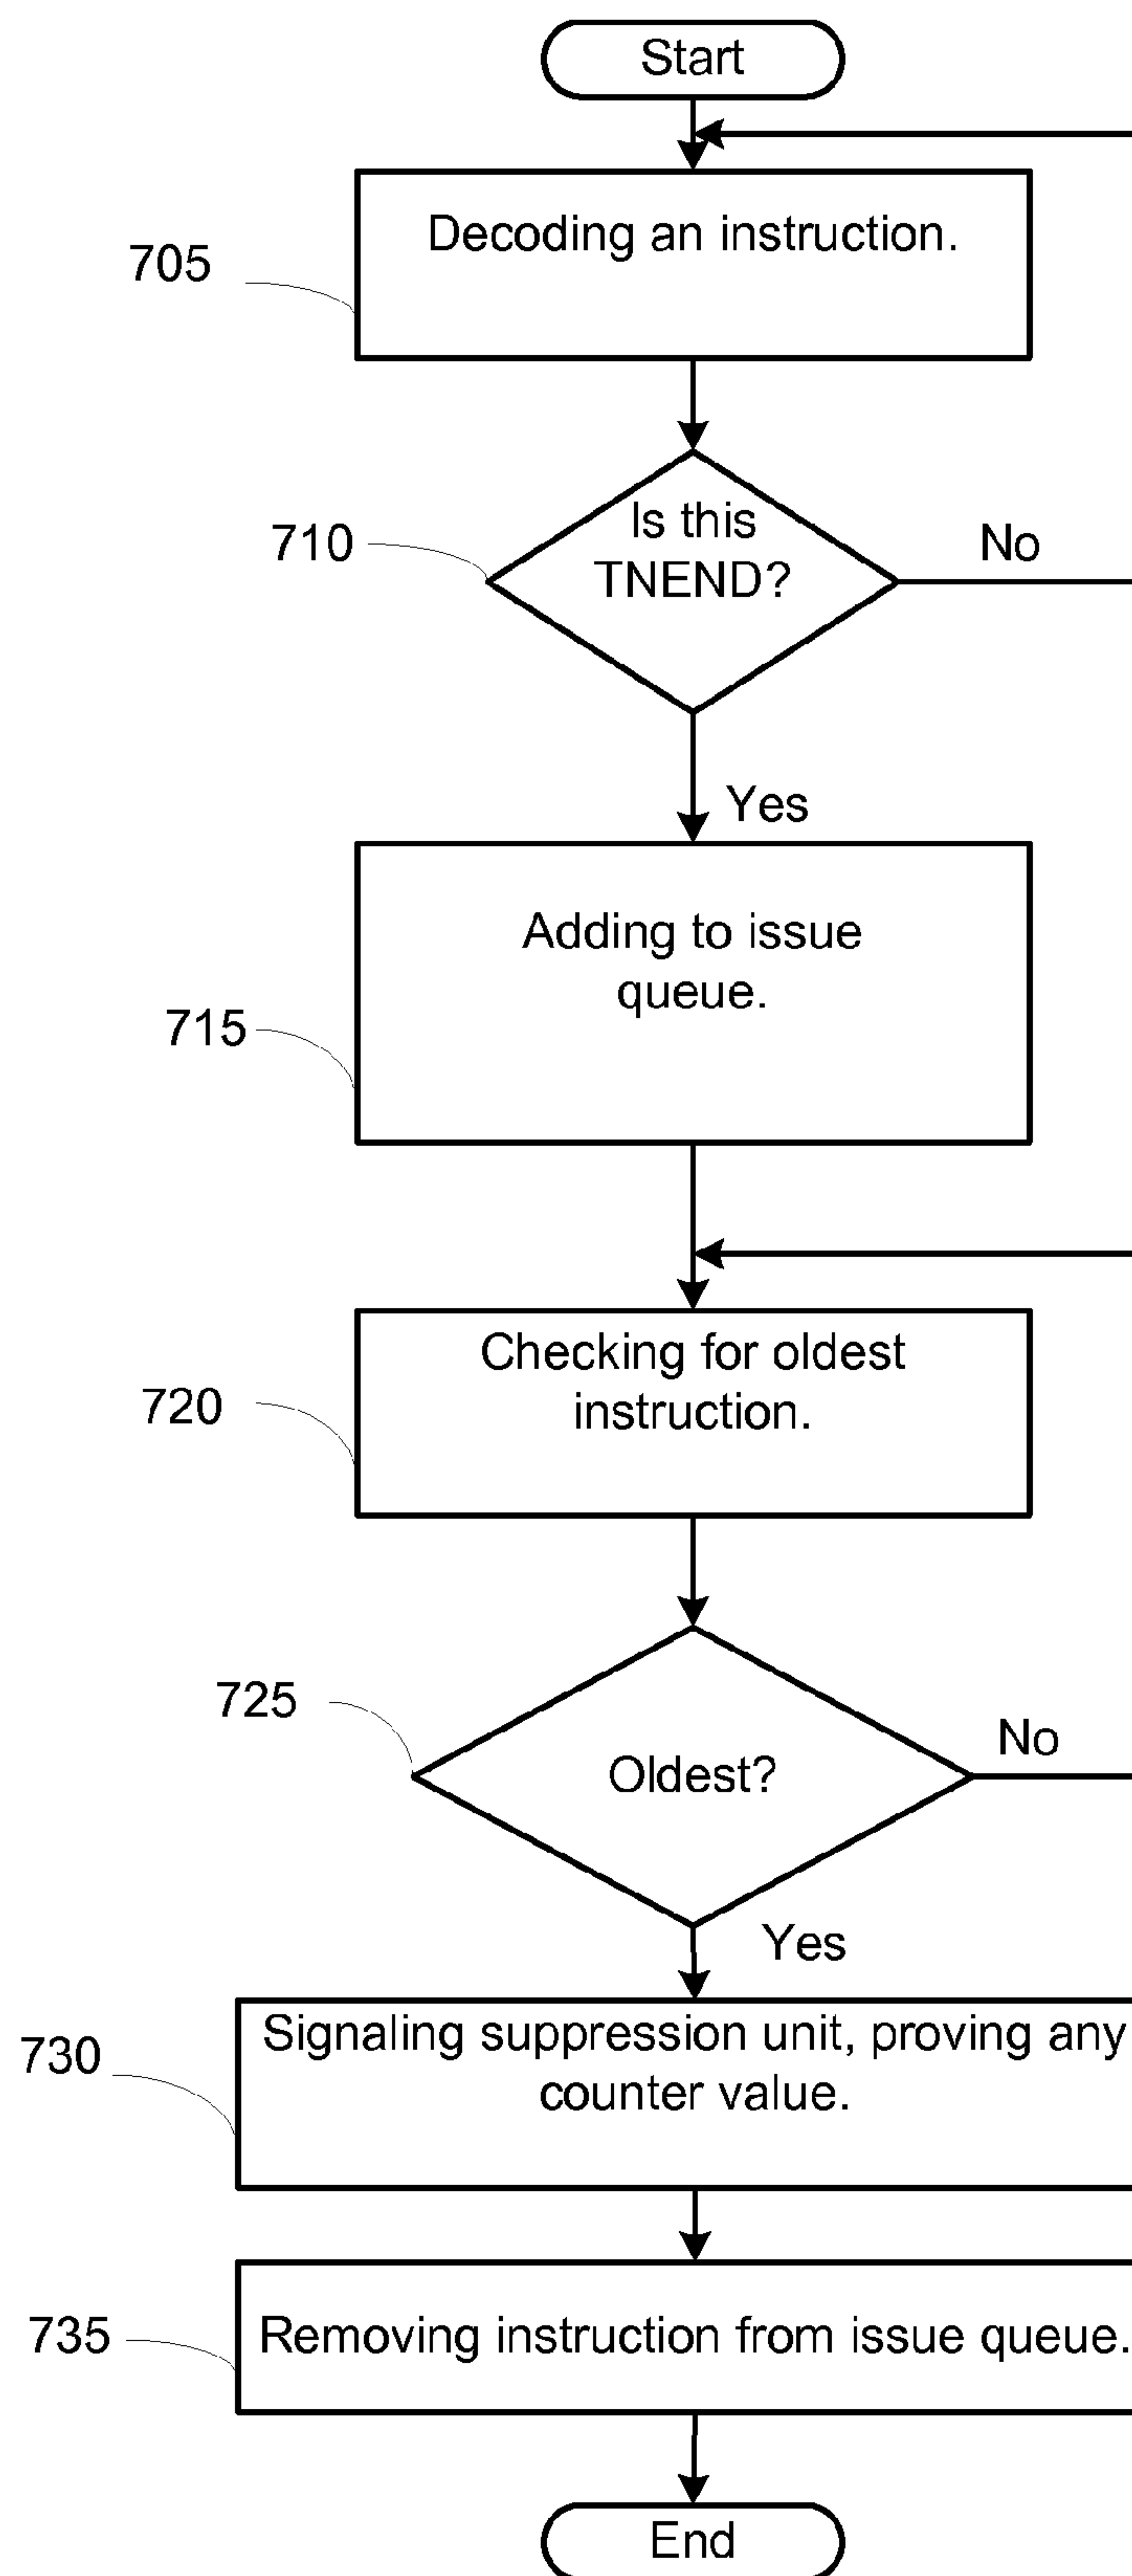 Start
Decoding an instruction.
705
Is this
TNEND?
710
No
Yes
Adding to issue
queue.
715
Checking for oldest
instruction.
720
725
Oldest?
No
Yes
Signaling suppression unit, proving any
counter value.
730
735
Removing instruction from issue queue.
End